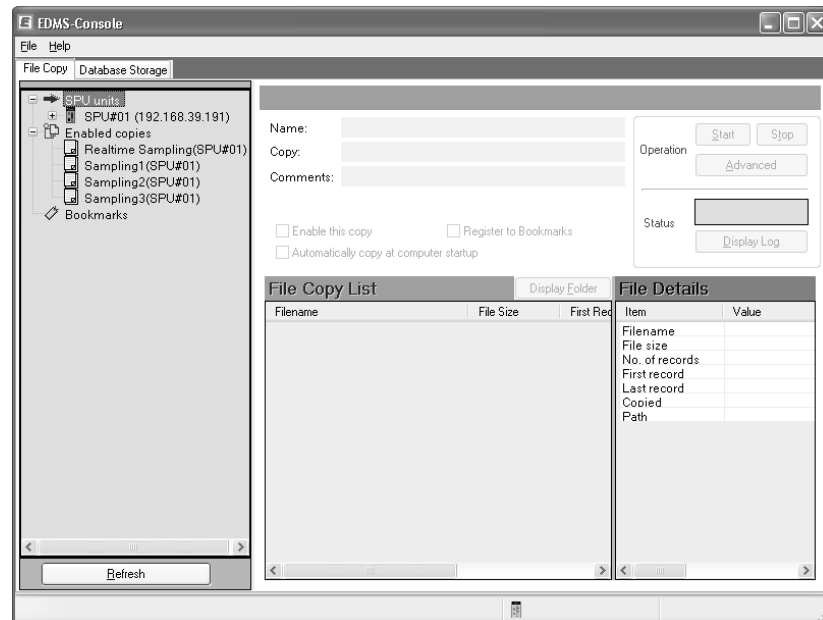 EDMS-Console
File Help
File Copy Database Storage
SPU units
SPU#01 (192.168.39.191)
Enabled copies
Realtime Sampling(SPU#01)
Sampling1(SPU#01)
Sampling2(SPU#01)
Sampling3(SPU#01)
Bookmarks
Refresh
Name:
Copy:
Comments:
Enable this copy Register to Bookmarks
Automatically copy at computer startup
Operation
Start Stop
Advanced
Status
Display Log
File Copy List Display Folder
Filename File Size First Rec
File Details
Item Value
Filename
File size
No. of records
First record
Last record
Copied
Path